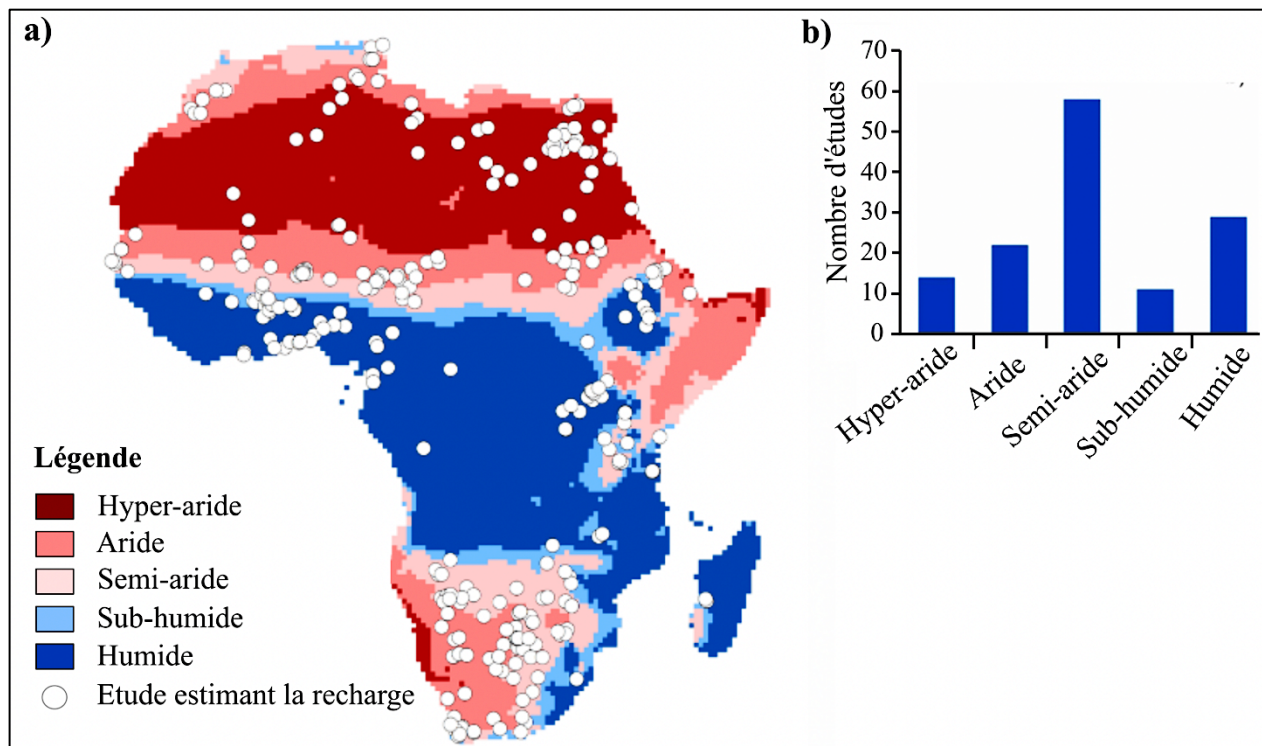 a)
Légende
Hyper-aride
Aride
Semi-aride
Sub-humide
Humide
Etude estimant la recharge
b)
Nombre d'études
70
60
50
40
30
20
10
0
Hyper-aride
Aride
Semi-aride
Sub-humide
Humide